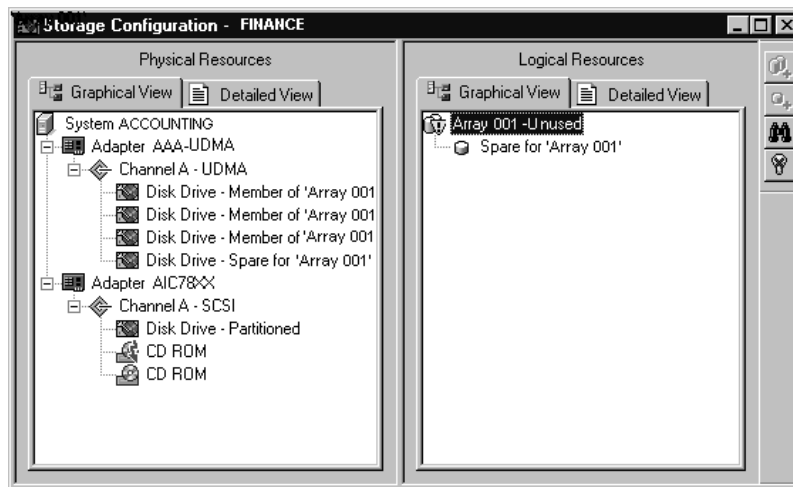 Storage Configuration - FINANCE
Physical Resources
Graphical View
Detailed View
System ACCOUNTING
Adapter AAA-UDMA
Channel A - UDMA
Disk Drive - Member of 'Array 001
Disk Drive - Member of 'Array 001
Disk Drive - Member of 'Array 001
Disk Drive - Spare for 'Array 001'
Adapter AIC78XX
Channel A - SCSI
Disk Drive - Partitioned
CD ROM
CD ROM
Logical Resources
Graphical View
Detailed View
Array 001 -Unused
Spare for 'Array 001'